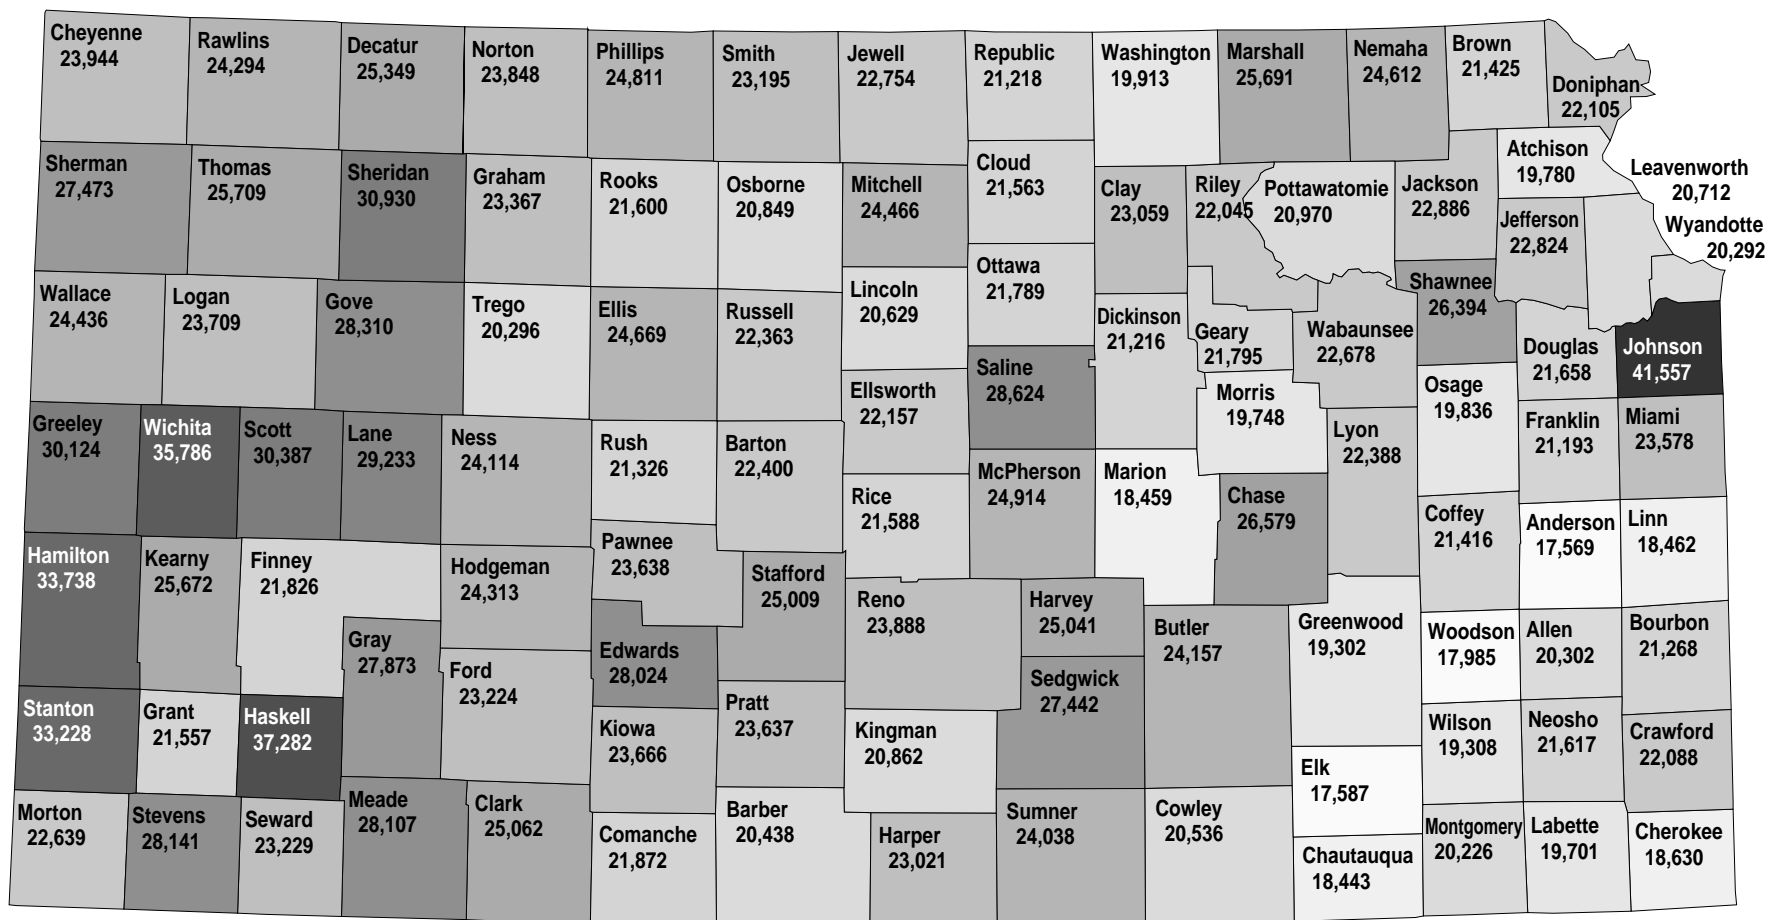 Cheyenne
23,944
Rawlins
24,294
Decatur
25,349
Norton
23,848
Phillips
24,811
Smith
23,195
Jewell
22,754
Republic
21,218
Washington
19,913
Marshall
25,691
Nemaha
24,612
Brown
21,425
Doniphan
22,105
Sherman
27,473
Thomas
25,709
Sheridan
30,930
Graham
23,367
Rooks
21,600
Osborne
20,849
Mitchell
24,466
Cloud
21,563
Clay
23,059
Riley
22,045
Pottawatomie
20,970
Jackson
22,886
Atchison
19,780
Jefferson
22,824
Leavenworth
20,712
Wyandotte
20,292
Wallace
24,436
Logan
23,709
Gove
28,310
Trego
20,296
Ellis
24,669
Russell
22,363
Lincoln
20,629
Ottawa
21,789
Saline
28,624
Dickinson
21,216
Geary
21,795
Wabaunsee
22,678
Shawnee
26,394
Douglas
21,658
Johnson
41,557
Greeley
30,124
Wichita
35,786
Scott
30,387
Lane
29,233
Ness
24,114
Rush
21,326
Barton
22,400
Ellsworth
22,157
Rice
21,588
McPherson
24,914
Marion
18,459
Morris
19,748
Chase
26,579
Lyon
22,388
Osage
19,836
Franklin
21,193
Miami
23,578
Coffey
21,416
Anderson
17,569
Linn
18,462
Hamilton
33,738
Kearny
25,672
Finney
21,826
Hodgeman
24,313
Pawnee
23,638
Stafford
25,009
Reno
23,888
Harvey
25,041
Butler
24,157
Greenwood
19,302
Woodson
17,985
Allen
20,302
Bourbon
21,268
Gray
27,873
Ford
23,224
Edwards
28,024
Sedgwick
27,442
Stanton
33,228
Grant
21,557
Haskell
37,282
Kiowa
23,666
Pratt
23,637
Kingman
20,862
Elk
17,587
Wilson
19,308
Neosho
21,617
Crawford
22,088
Morton
22,639
Stevens
28,141
Seward
23,229
Meade
28,107
Clark
25,062
Comanche
21,872
Barber
20,438
Harper
23,021
Sumner
24,038
Cowley
20,536
Chautauqua
18,443
Montgomery
20,226
Labette
19,701
Cherokee
18,630